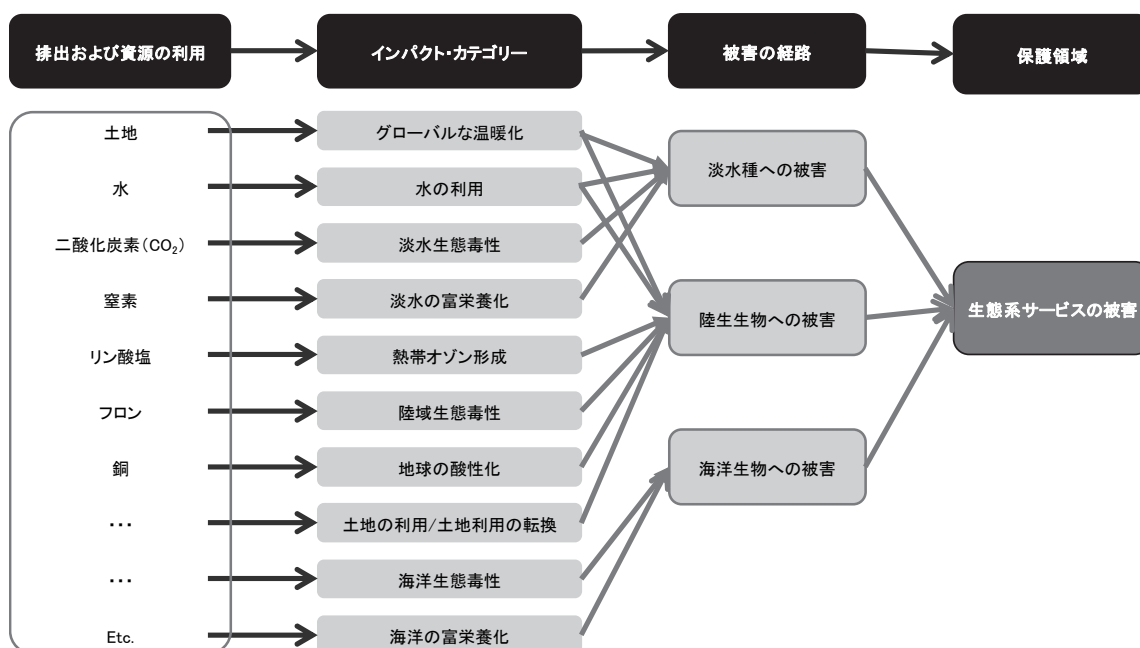 排出および資源の利用
インパクト・カテゴリー
被害の経路
保護領域
土地
水
二酸化炭素(CO₂)
窒素
リン酸塩
フロン
銅
...
...
Etc.
グローバルな温暖化
水の利用
淡水生態毒性
淡水の富栄養化
熱帯オゾン形成
陸域生態毒性
地球の酸性化
土地の利用/土地利用の転換
海洋生態毒性
海洋の富栄養化
淡水種への被害
陸生生物への被害
海洋生物への被害
生態系サービスの被害